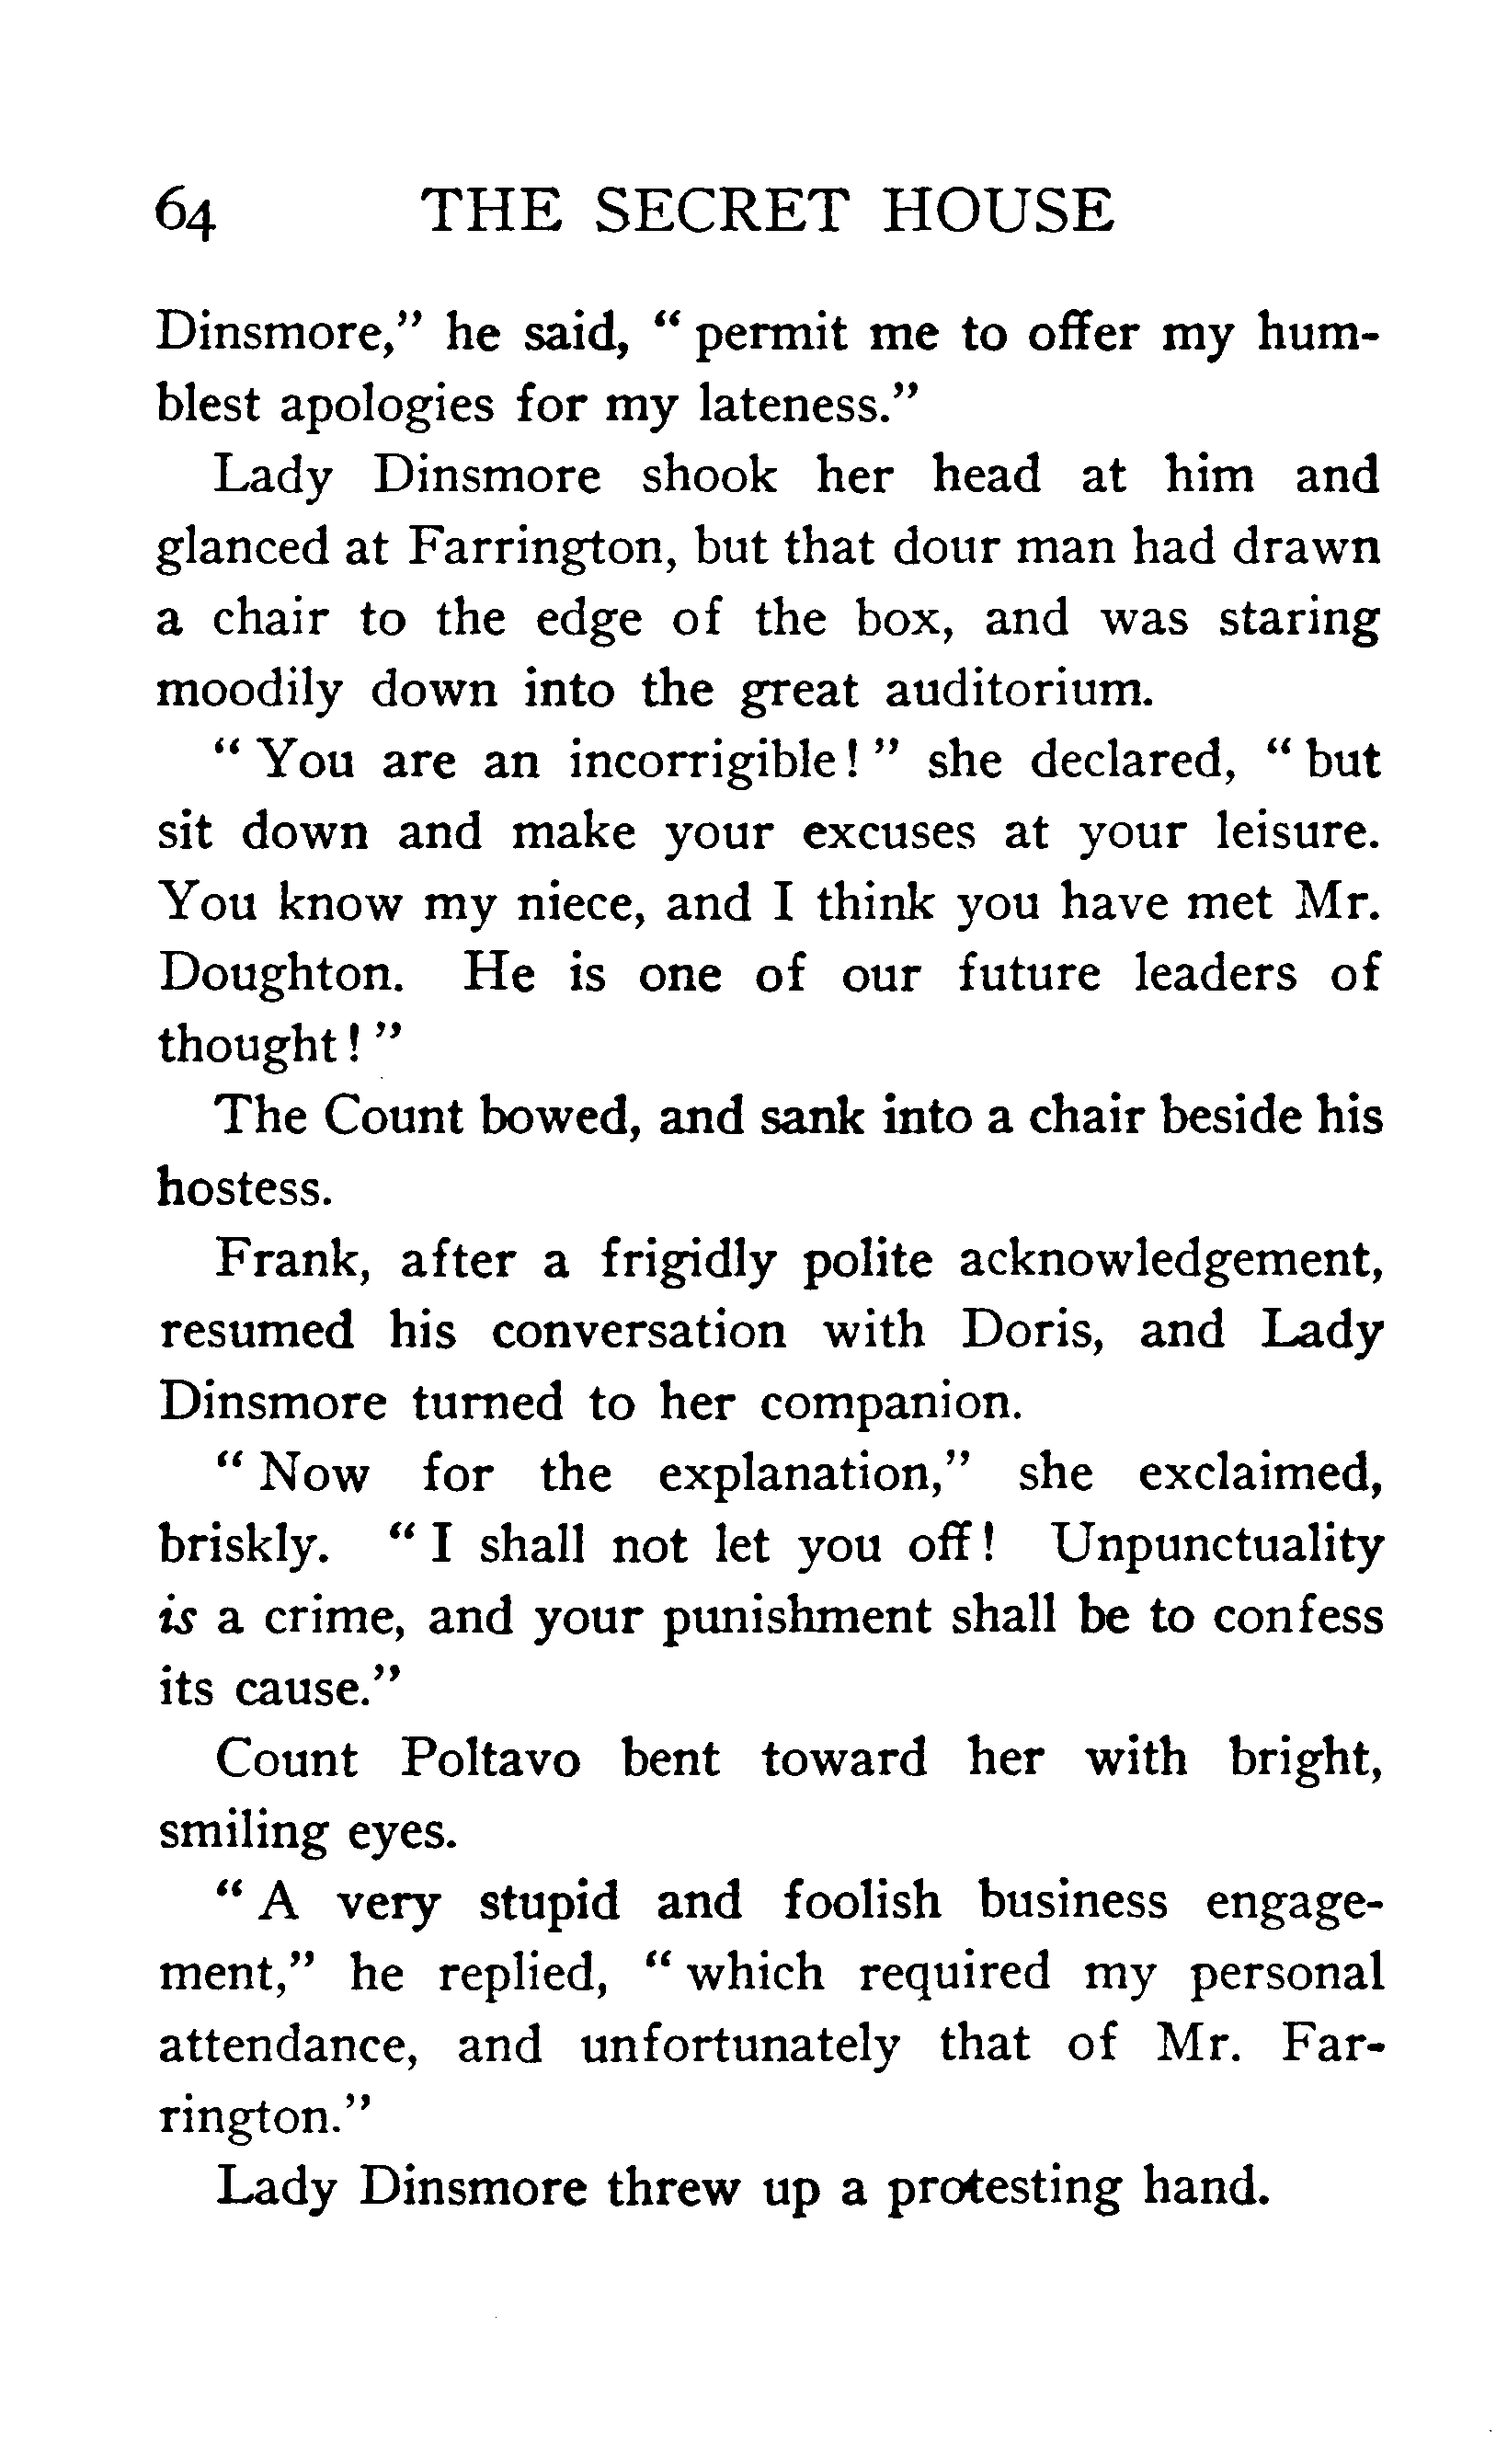 64 THE SECRET HOUSE
Dinsmore," he said, " permit me to offer my hum-
blest apologies for my lateness."
Lady Dinsmore shook her head at him and
glanced at Farrington, but that dour man had drawn
a chair to the edge of the box, and was staring
moodily down into the great auditorium.
" You are an incorrigible! " she declared, " but
sit down and make your excuses at your leisure.
You know my niece, and I think you have met Mr.
Doughton. He is one of our future leaders of
thought! "
The Count bowed, and sank into a chair beside his
hostess.
Frank, after a frigidly polite acknowledgement,
resumed his conversation with Doris, and Lady
Dinsmore turned to her companion.
" Now for the explanation," she exclaimed,
briskly. " I shall not let you off! Unpunctuality
is a crime, and your punishment shall be to confess
its cause."
Count Poltavo bent toward her with bright,
smiling eyes.
" A very stupid and foolish business engage-
ment," he replied, " which required my personal
attendance, and unfortunately that of Mr. Far-
rington."
Lady Dinsmore threw up a protesting hand.